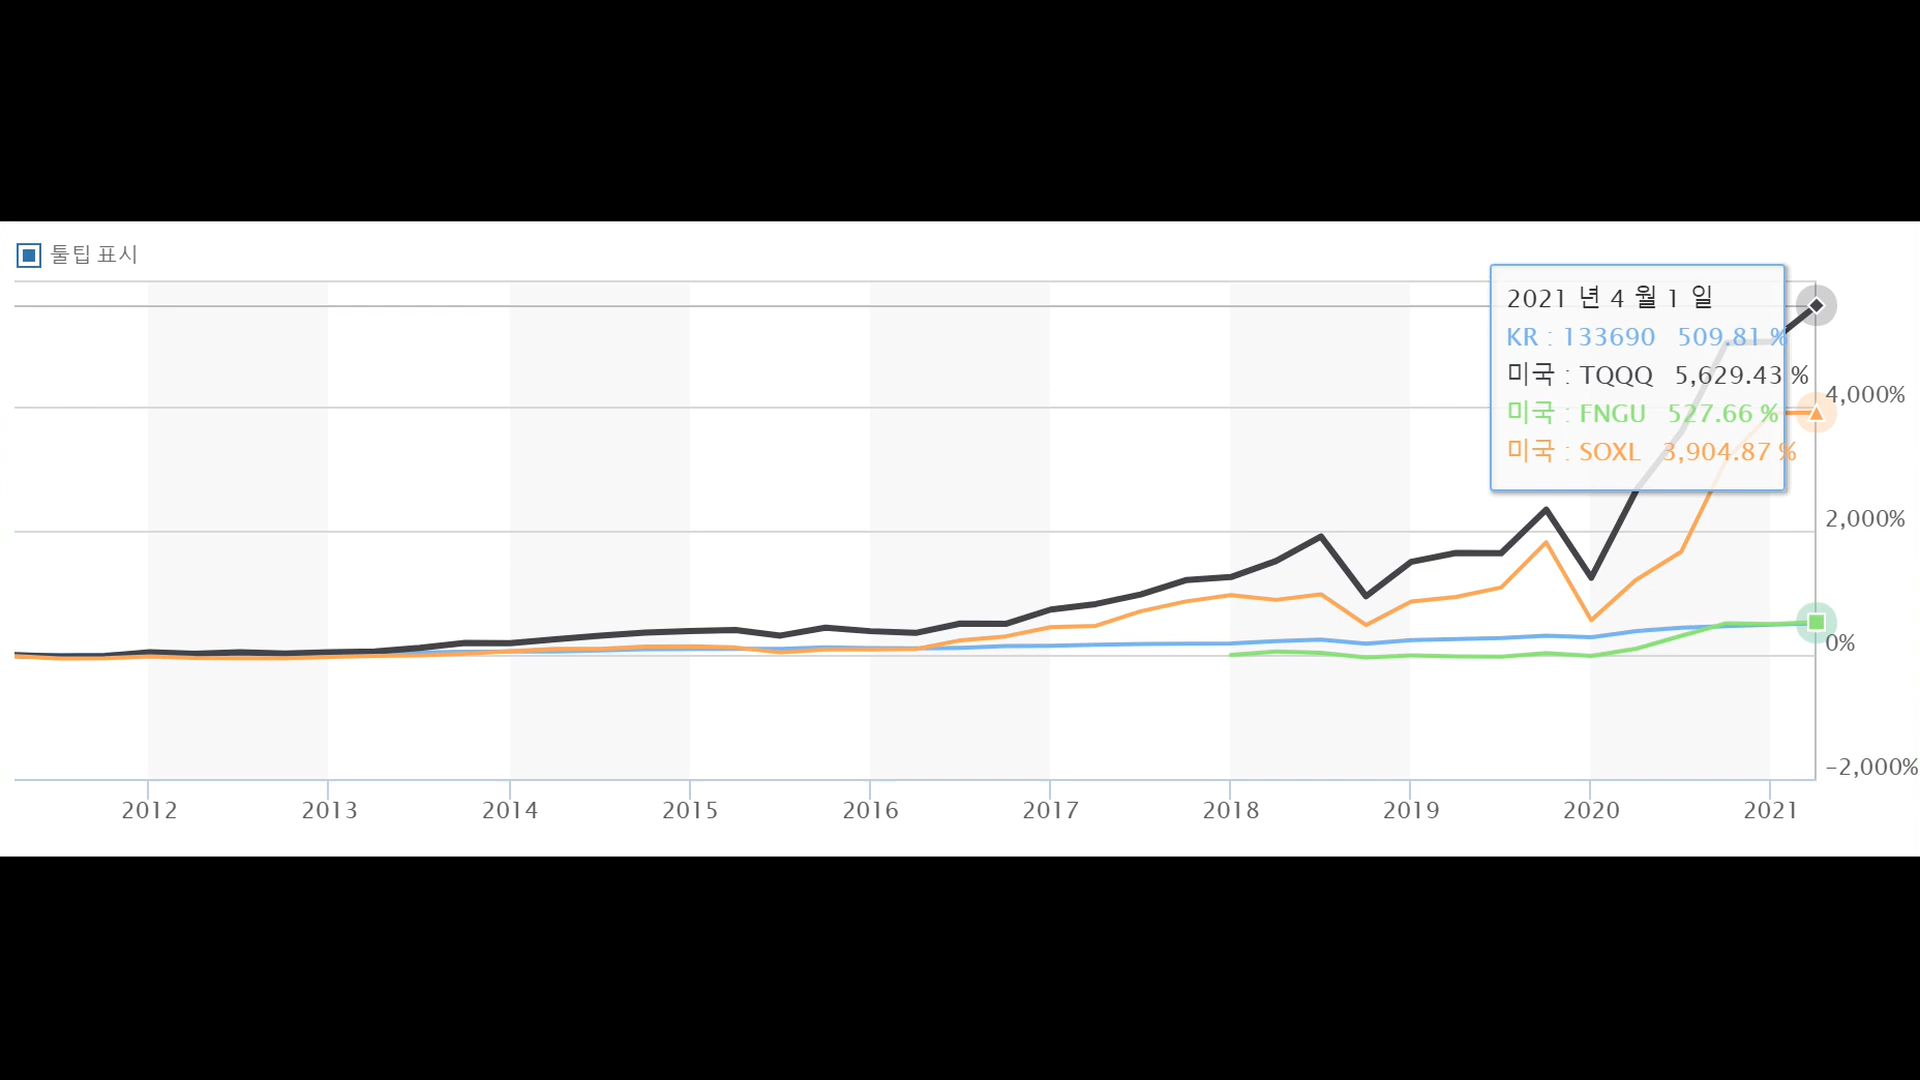 툴팁 표시
2021 년 4 월 1 일
KR : 133690 509.81 %
미국 : TQQQ 5,629.43 %
미국 : FNGU 527.66 %
미국 : SOXL 3,904.87 %
4,000%
2,000%
0%
-2,000%
2012 2013 2014 2015 2016 2017 2018 2019 2020 2021